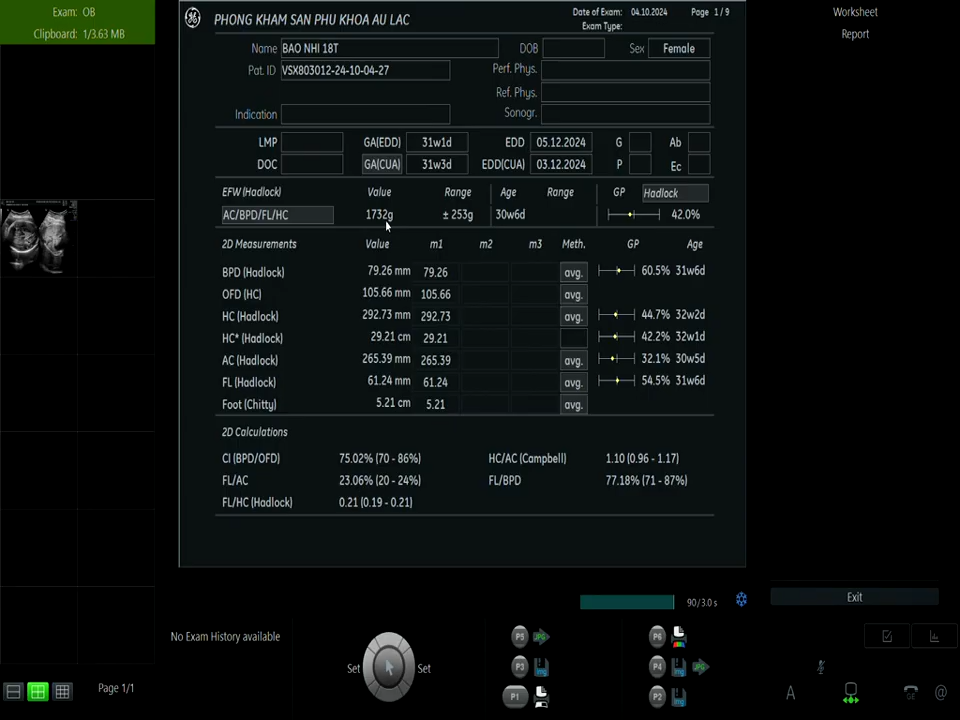 Exam: OB
Clipboard: 1/3.63 MB
PHONG KHAM SAN PHU KHOA AU LAC
Date of Exam: 04.10.2024 Page 1 / 9
Exam Type:
Name BAO NHI 18T DOB Sex Female
Pat. ID VSX803012-24-10-04-27 Perf. Phys.
Ref. Phys.
Indication Sonogr.
LMP GA(EDD) 31w1d EDD 05.12.2024 G Ab
DOC GA(CUA) 31w3d EDD(CUA) 03.12.2024 P Ec
EFW (Hadlock) Value Range Age Range GP Hadlock
AC/BPD/FL/HC 1732g ± 253g 30w6d 42.0%
2D Measurements Value m1 m2 m3 Meth. GP Age
BPD (Hadlock) 79.26 mm 79.26 avg. 60.5% 31w6d
OFD (HC) 105.66 mm 105.66 avg.
HC (Hadlock) 292.73 mm 292.73 avg. 44.7% 32w2d
HC* (Hadlock) 29.21 cm 29.21 42.2% 32w1d
AC (Hadlock) 265.39 mm 265.39 avg. 32.1% 30w5d
FL (Hadlock) 61.24 mm 61.24 avg. 54.5% 31w6d
Foot (Chitty) 5.21 cm 5.21 avg.
2D Calculations
CI (BPD/OFD) 75.02% (70 - 86%) HC/AC (Campbell) 1.10 (0.96 - 1.17)
FL/AC 23.06% (20 - 24%) FL/BPD 77.18% (71 - 87%)
FL/HC (Hadlock) 0.21 (0.19 - 0.21)
Worksheet
Report
90/3.0 s
Exit
No Exam History available
Set Set
P5 JPG P6
P3 img P4 img JPG
P1 P2 img
Page 1/1
A GE @